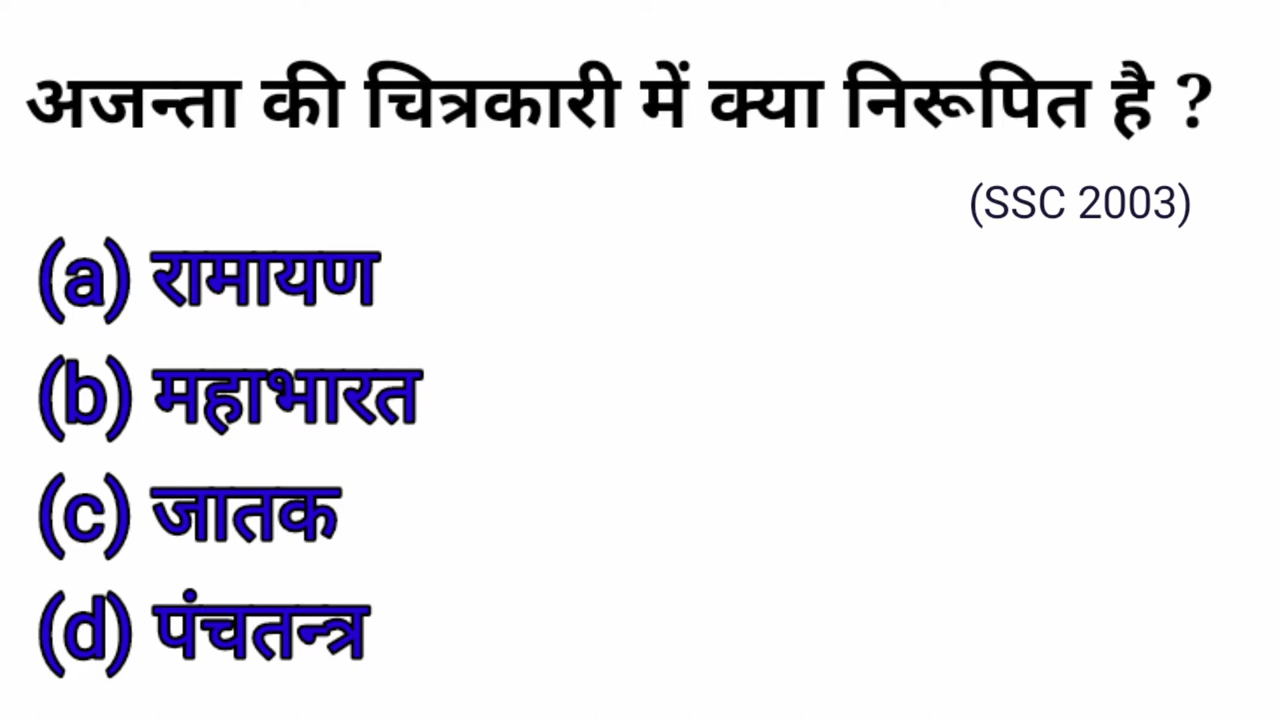 अजन्ता की चित्रकारी में क्या निरूपित है ?
(SSC 2003)
(a) रामायण
(b) महाभारत
(c) जातक
(d) पंचतन्त्र